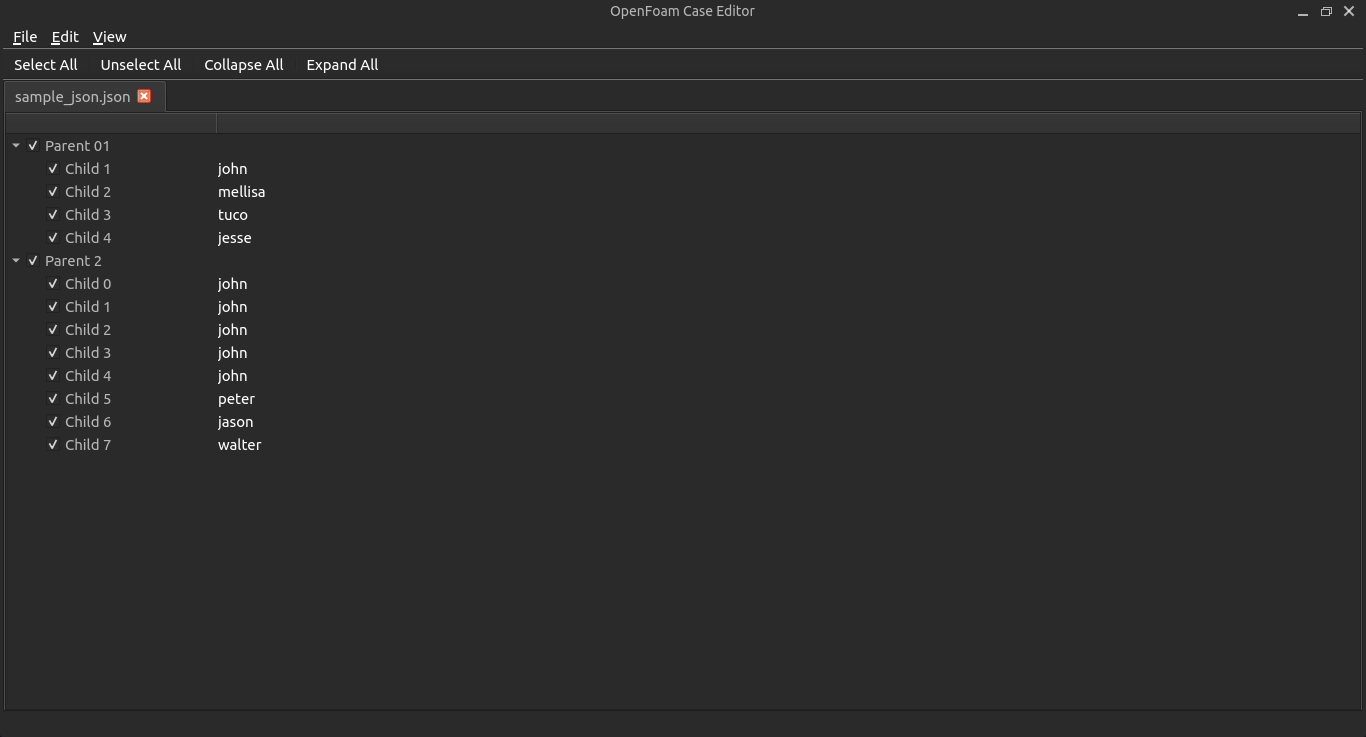 OpenFoam Case Editor
File Edit View
Select All Unselect All Collapse All Expand All
sample_json.json
Parent 01
Child 1 john
Child 2 mellisa
Child 3 tuco
Child 4 jesse
Parent 2
Child 0 john
Child 1 john
Child 2 john
Child 3 john
Child 4 john
Child 5 peter
Child 6 jason
Child 7 walter